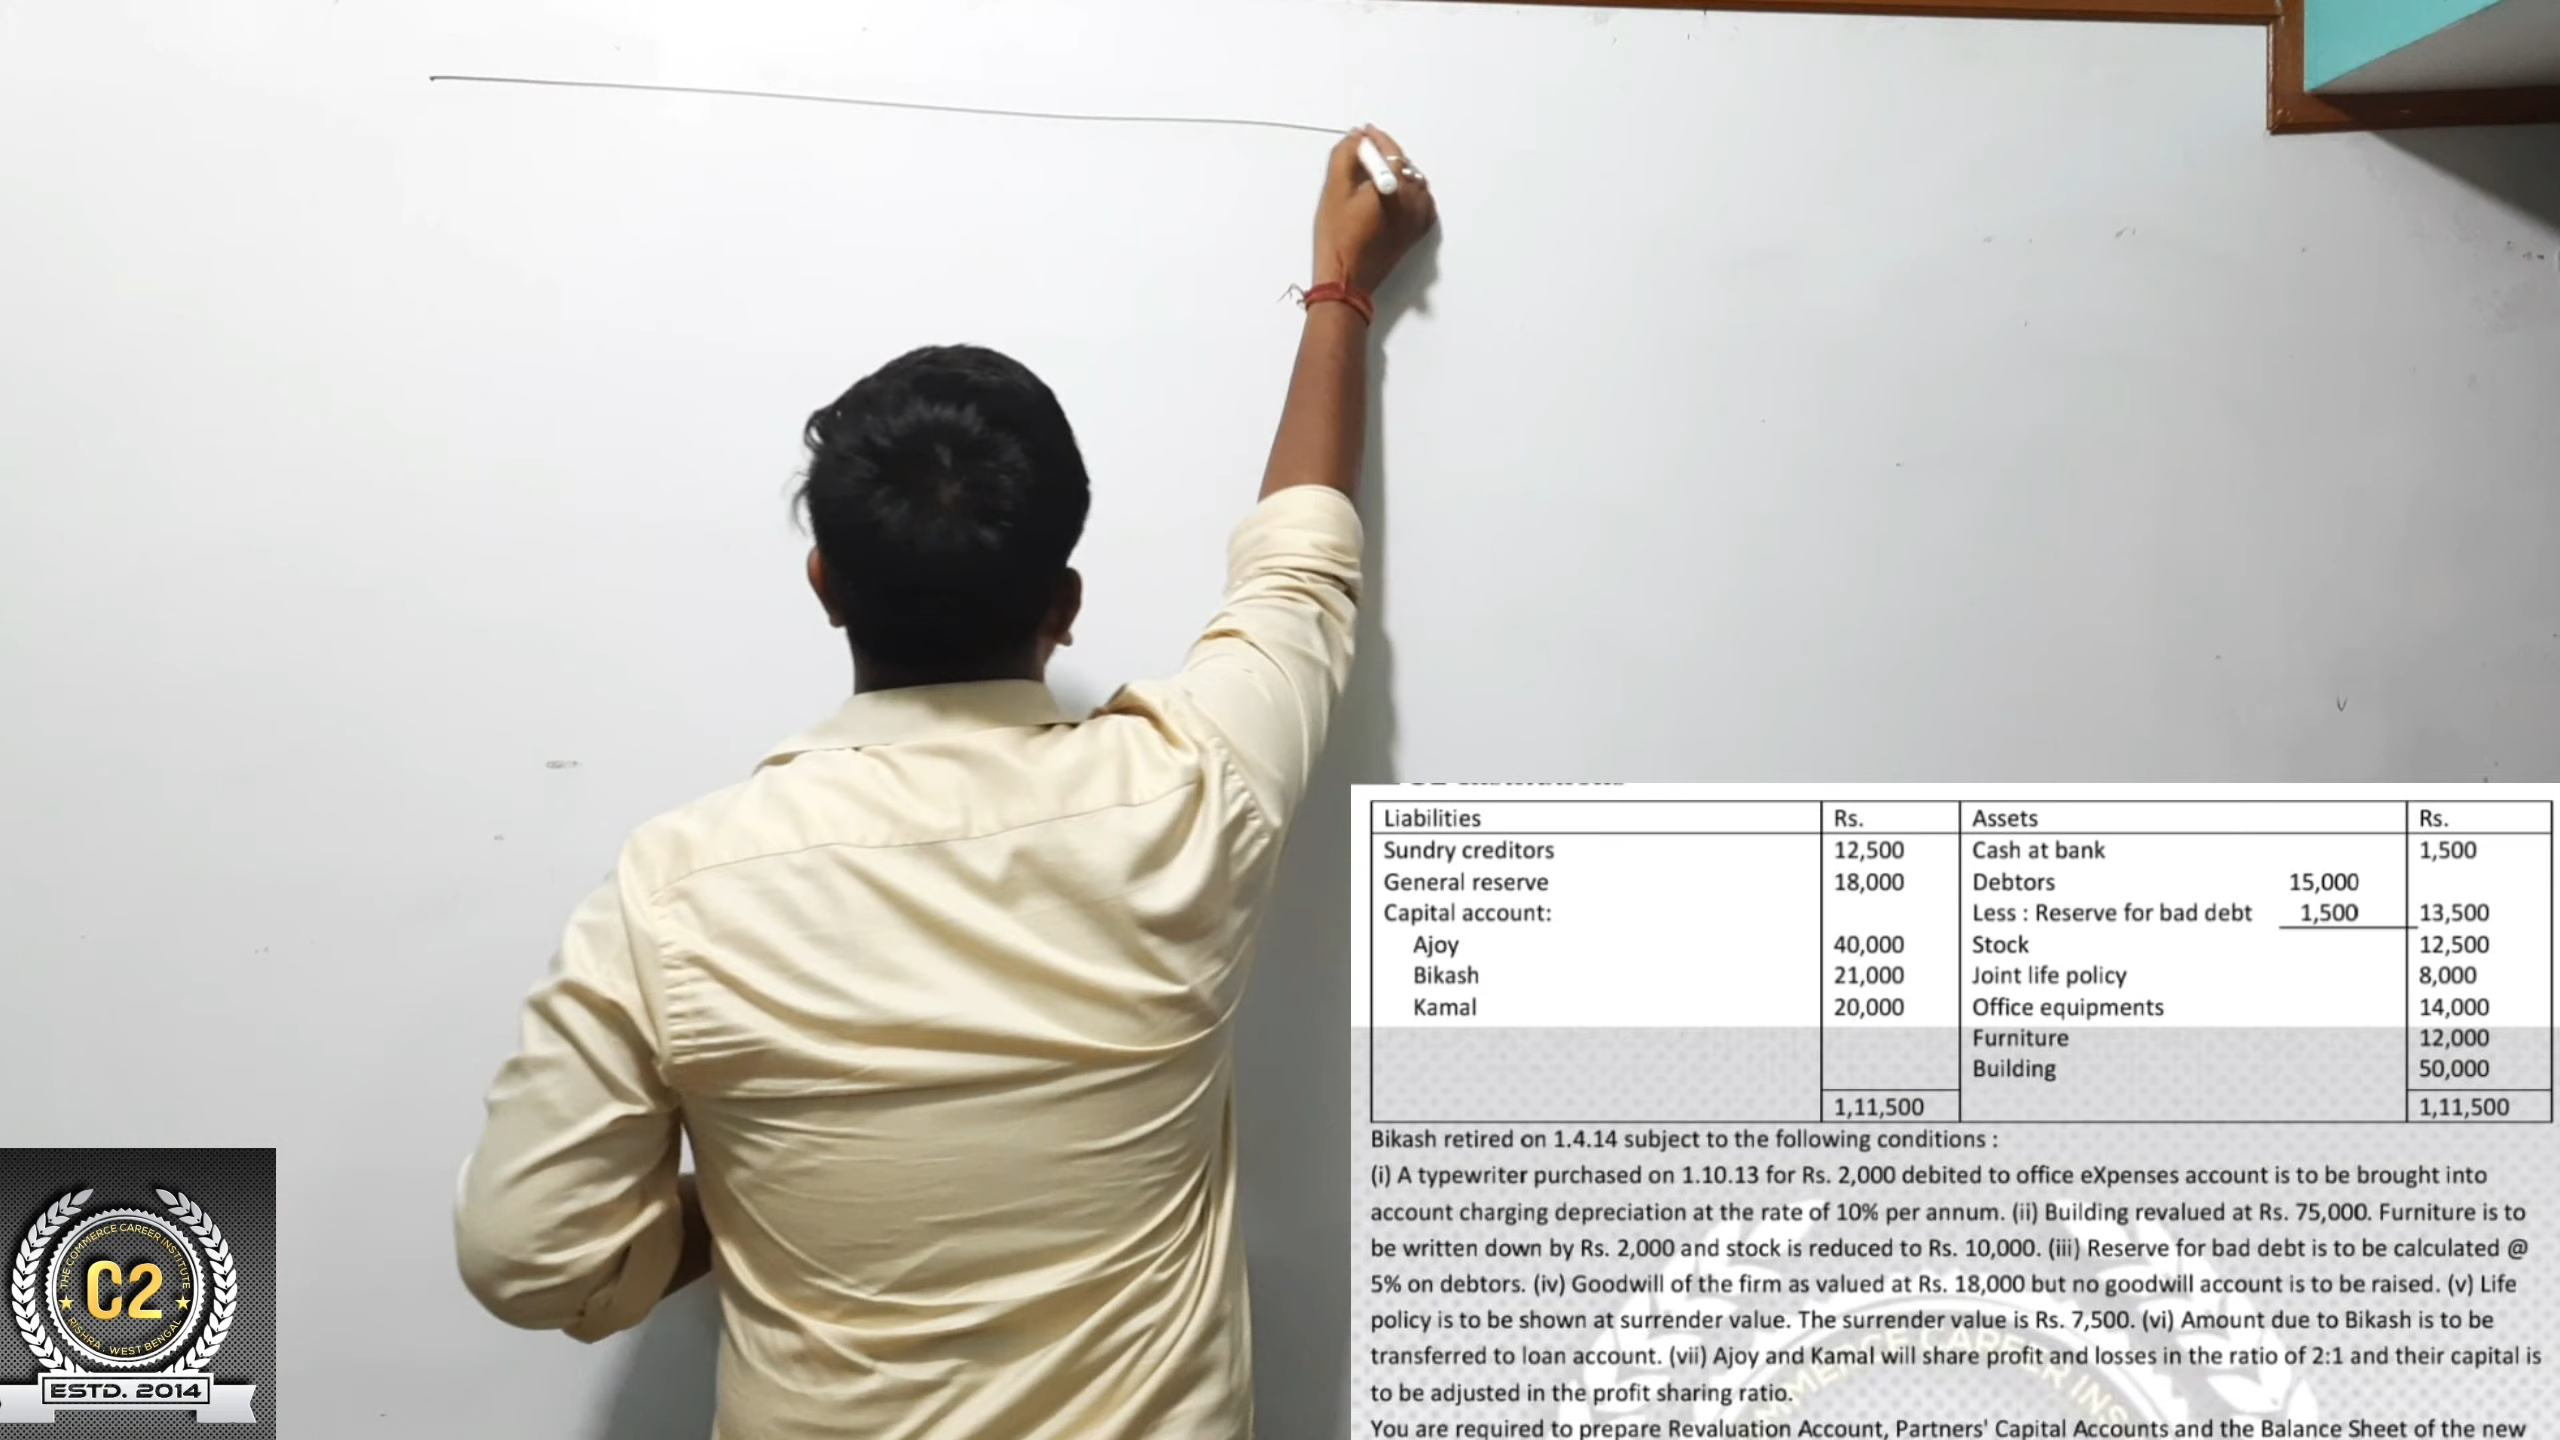 Liabilities Rs. Assets Rs.
Sundry creditors 12,500 Cash at bank 1,500
General reserve 18,000 Debtors 15,000
Capital account: Less : Reserve for bad debt 1,500 13,500
Ajoy 40,000 Stock 12,500
Bikash 21,000 Joint life policy 8,000
Kamal 20,000 Office equipments 14,000
Furniture 12,000
Building 50,000
1,11,500 1,11,500
Bikash retired on 1.4.14 subject to the following conditions :
(i) A typewriter purchased on 1.10.13 for Rs. 2,000 debited to office eXpenses account is to be brought into
account charging depreciation at the rate of 10% per annum. (ii) Building revalued at Rs. 75,000. Furniture is to
be written down by Rs. 2,000 and stock is reduced to Rs. 10,000. (iii) Reserve for bad debt is to be calculated @
5% on debtors. (iv) Goodwill of the firm as valued at Rs. 18,000 but no goodwill account is to be raised. (v) Life
policy is to be shown at surrender value. The surrender value is Rs. 7,500. (vi) Amount due to Bikash is to be
transferred to loan account. (vii) Ajoy and Kamal will share profit and losses in the ratio of 2:1 and their capital is
to be adjusted in the profit sharing ratio.
You are required to prepare Revaluation Account, Partners' Capital Accounts and the Balance Sheet of the new
THE COMMERCE CAREER INSTITUTE
C2
RISHRA, WEST BENGAL
ESTD. 2014